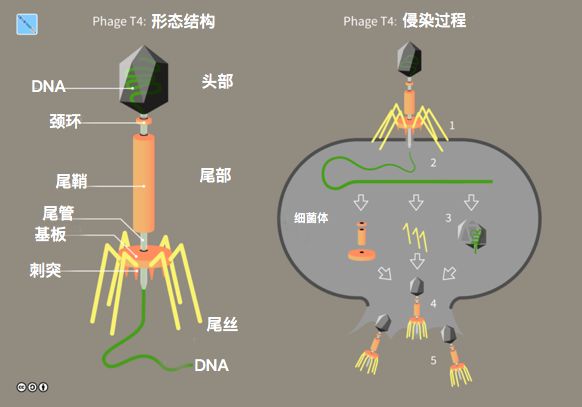 Phage T4: 形态结构
DNA
头部
颈环
尾鞘
尾部
尾管
基板
刺突
尾丝
DNA
Phage T4: 侵染过程
1
2
细菌体
3
4
5